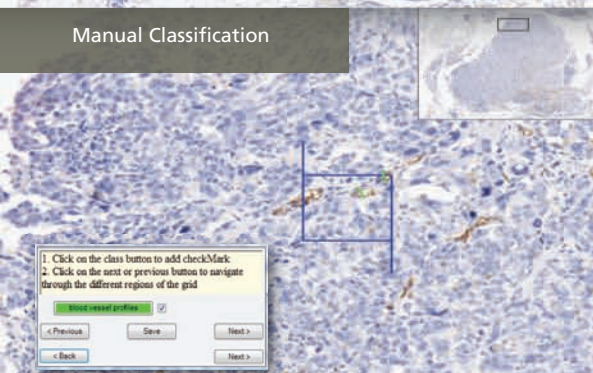 Manual Classification
1. Click on the class button to add checkMark
2. Click on the next or previous button to navigate
through the different regions of the grid
blood vessel profiles
< Previous
Save
Next >
< Back
Next >